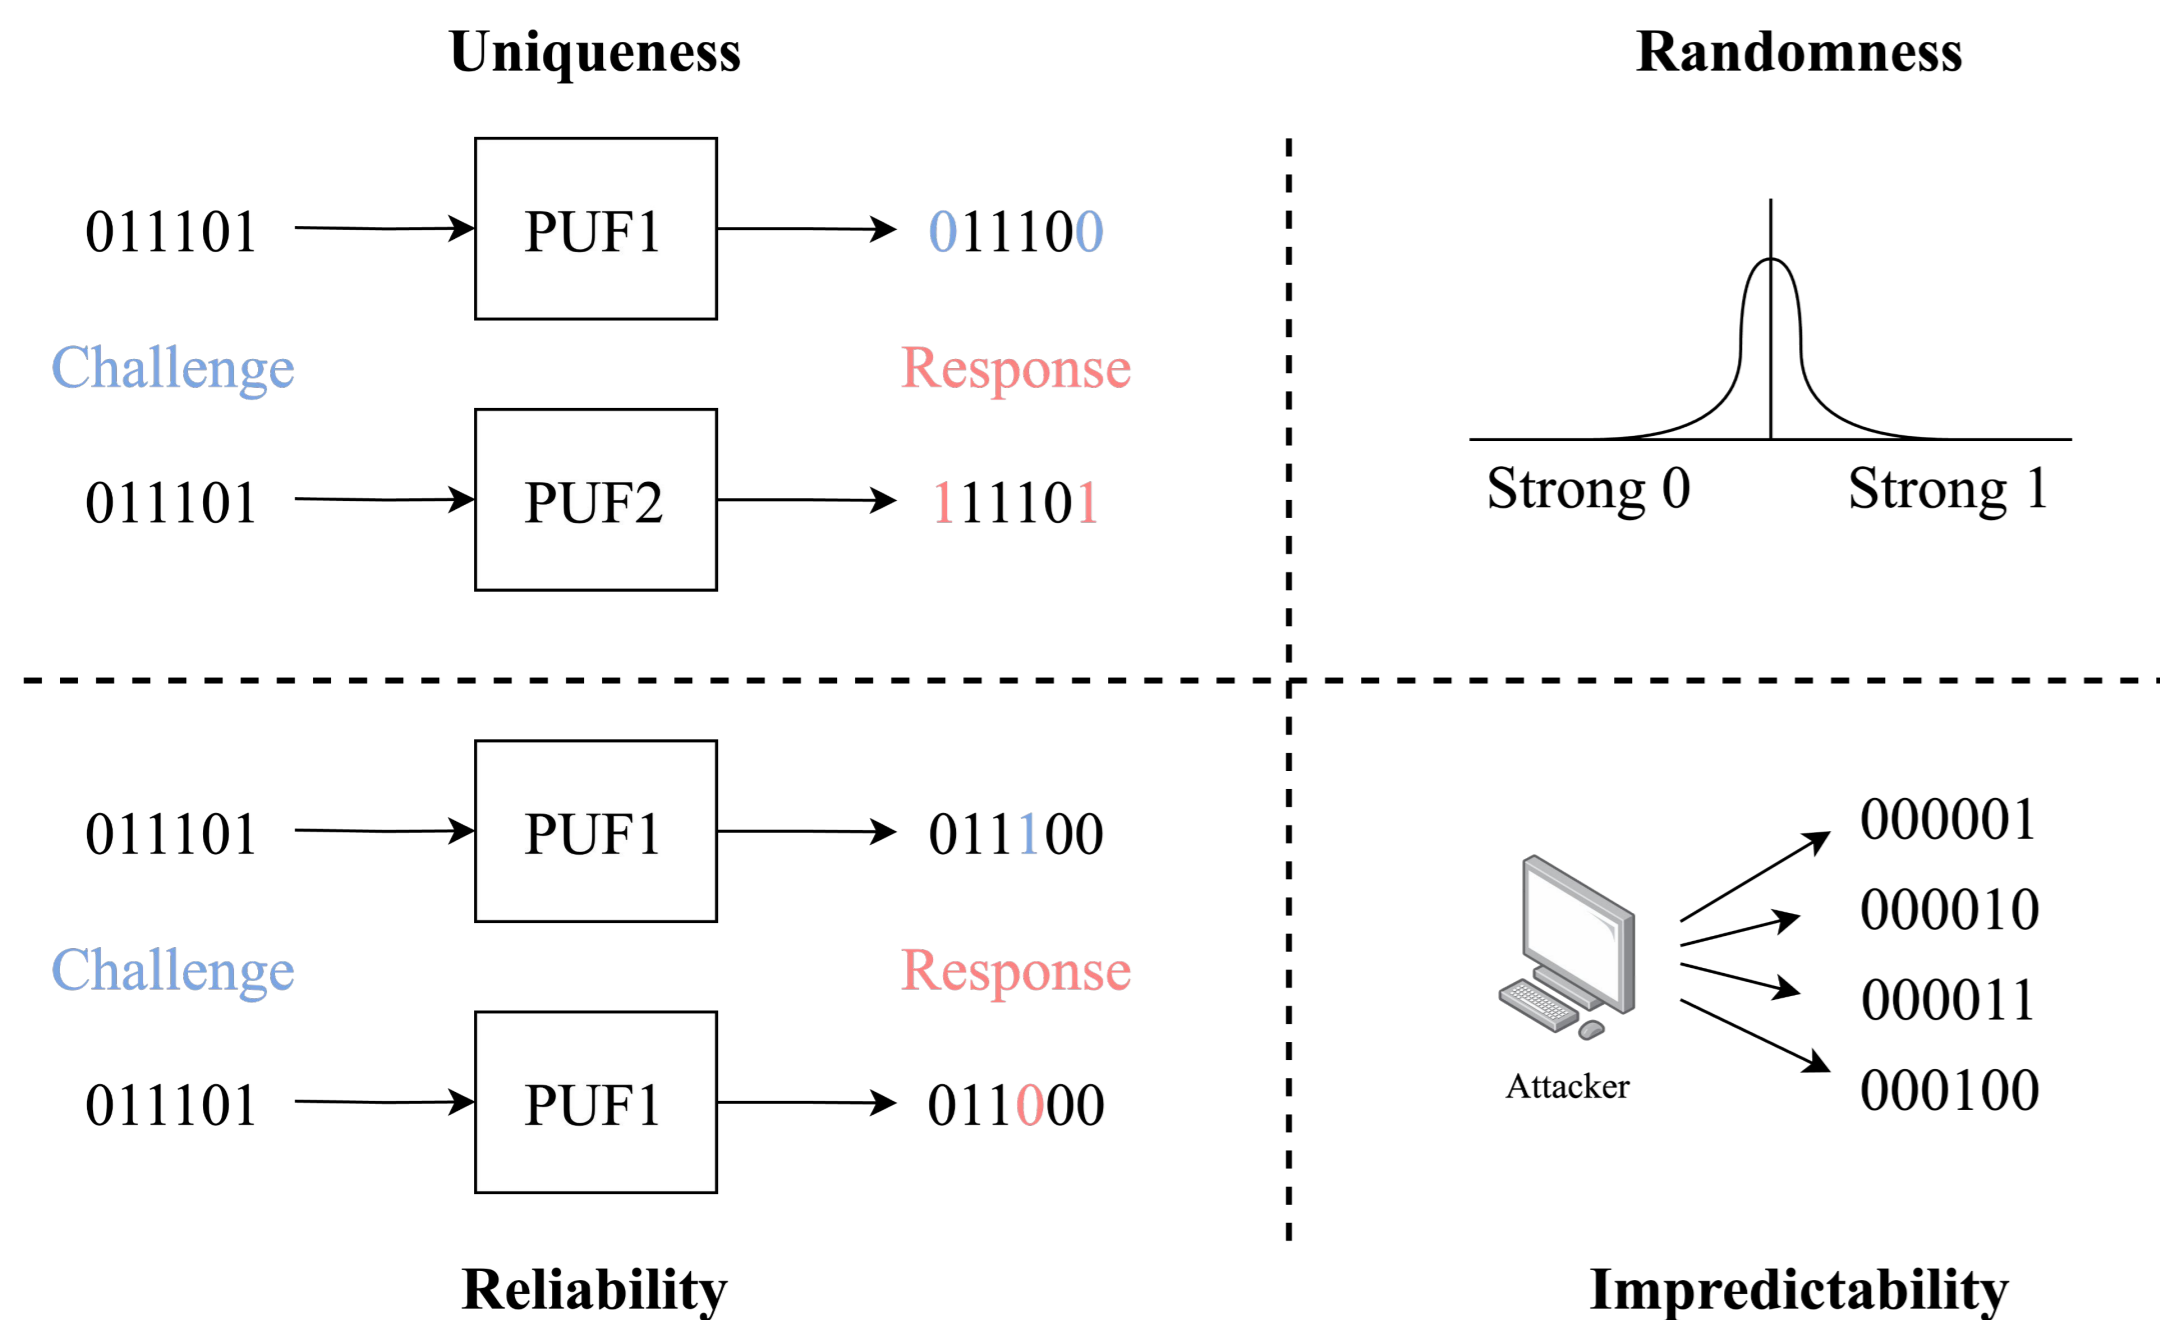 Uniqueness
011101
PUF1
011100
Challenge
Response
011101
PUF2
111101
Randomness
Strong 0
Strong 1
011101
PUF1
011100
Challenge
Response
011101
PUF1
011000
Reliability
Attacker
000001
000010
000011
000100
Impredictability